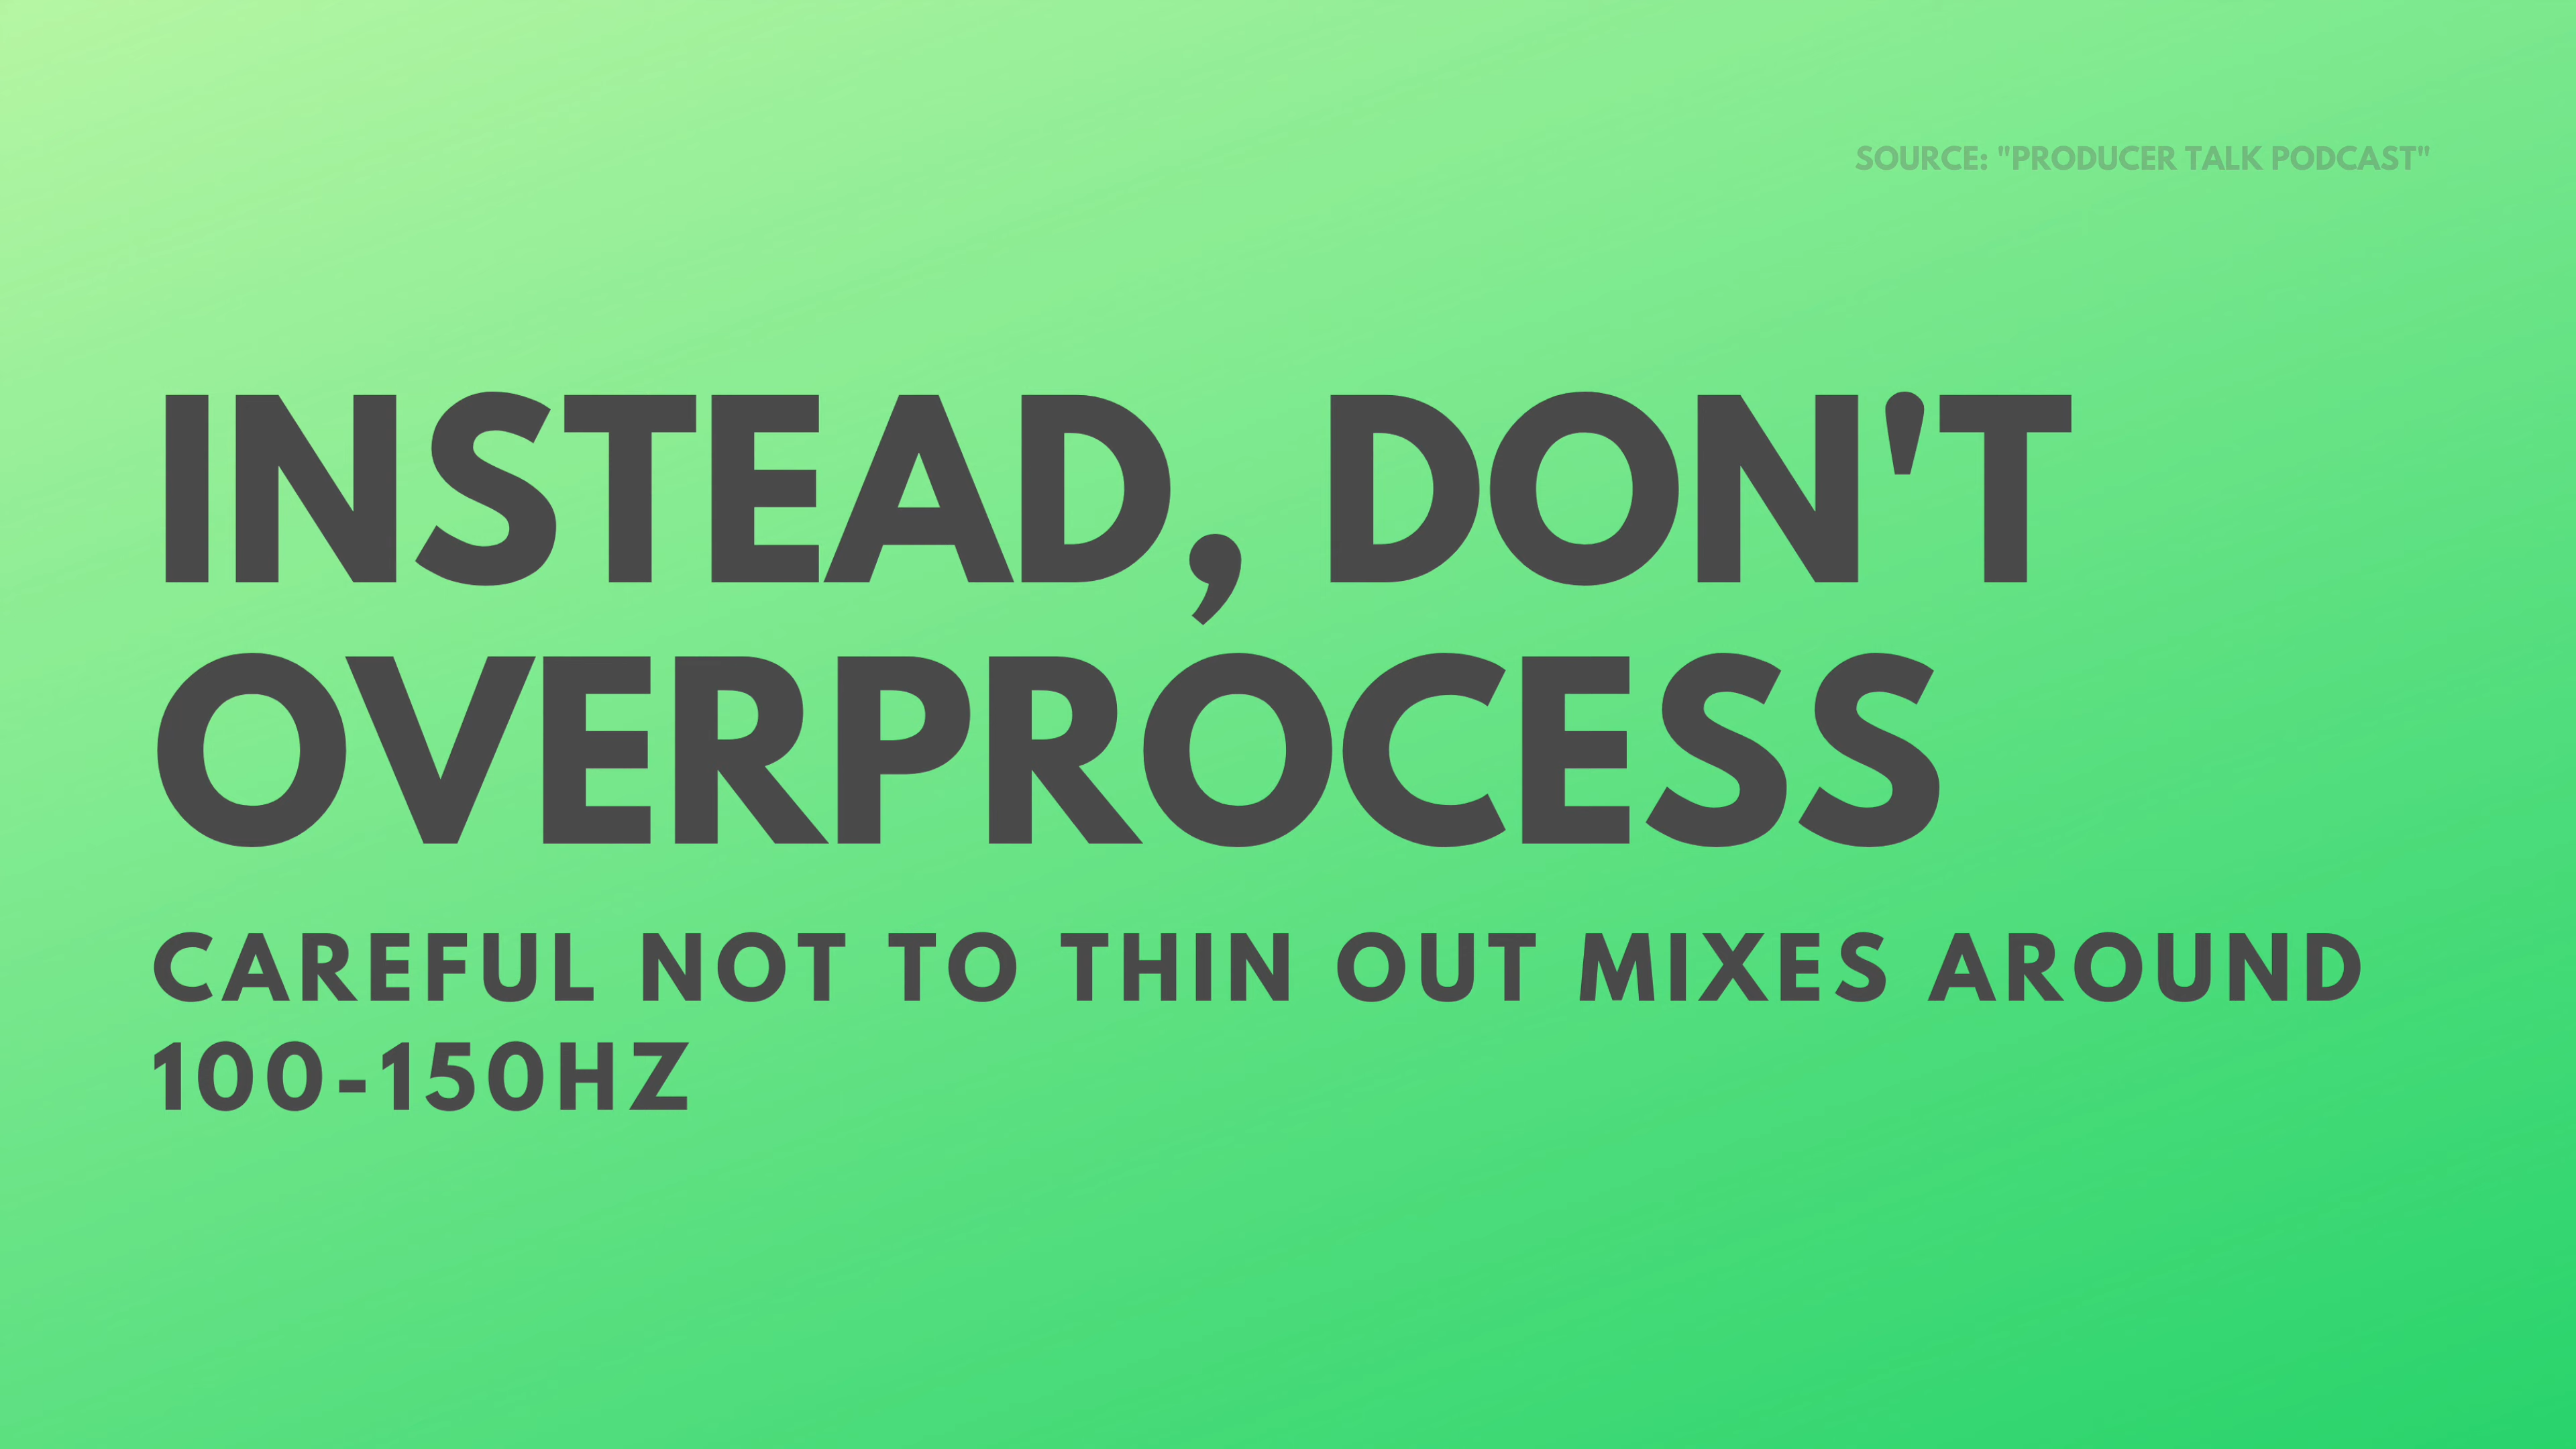 SOURCE: "PRODUCER TALK PODCAST"
INSTEAD, DON'T
OVERPROCESS
CAREFUL NOT TO THIN OUT MIXES AROUND
100-150HZ